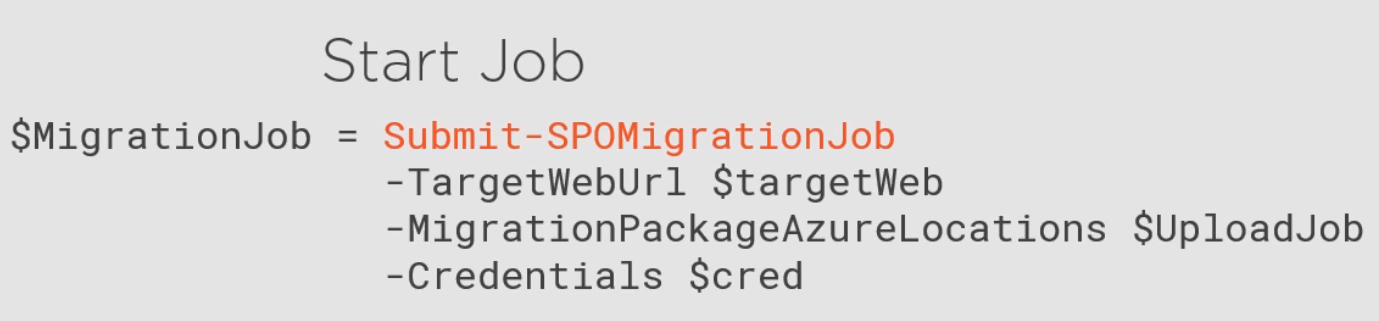 Start Job
$MigrationJob = Submit-SPOMigrationJob
-TargetWebUrl $targetWeb
-MigrationPackageAzureLocations $UploadJob
-Credentials $cred